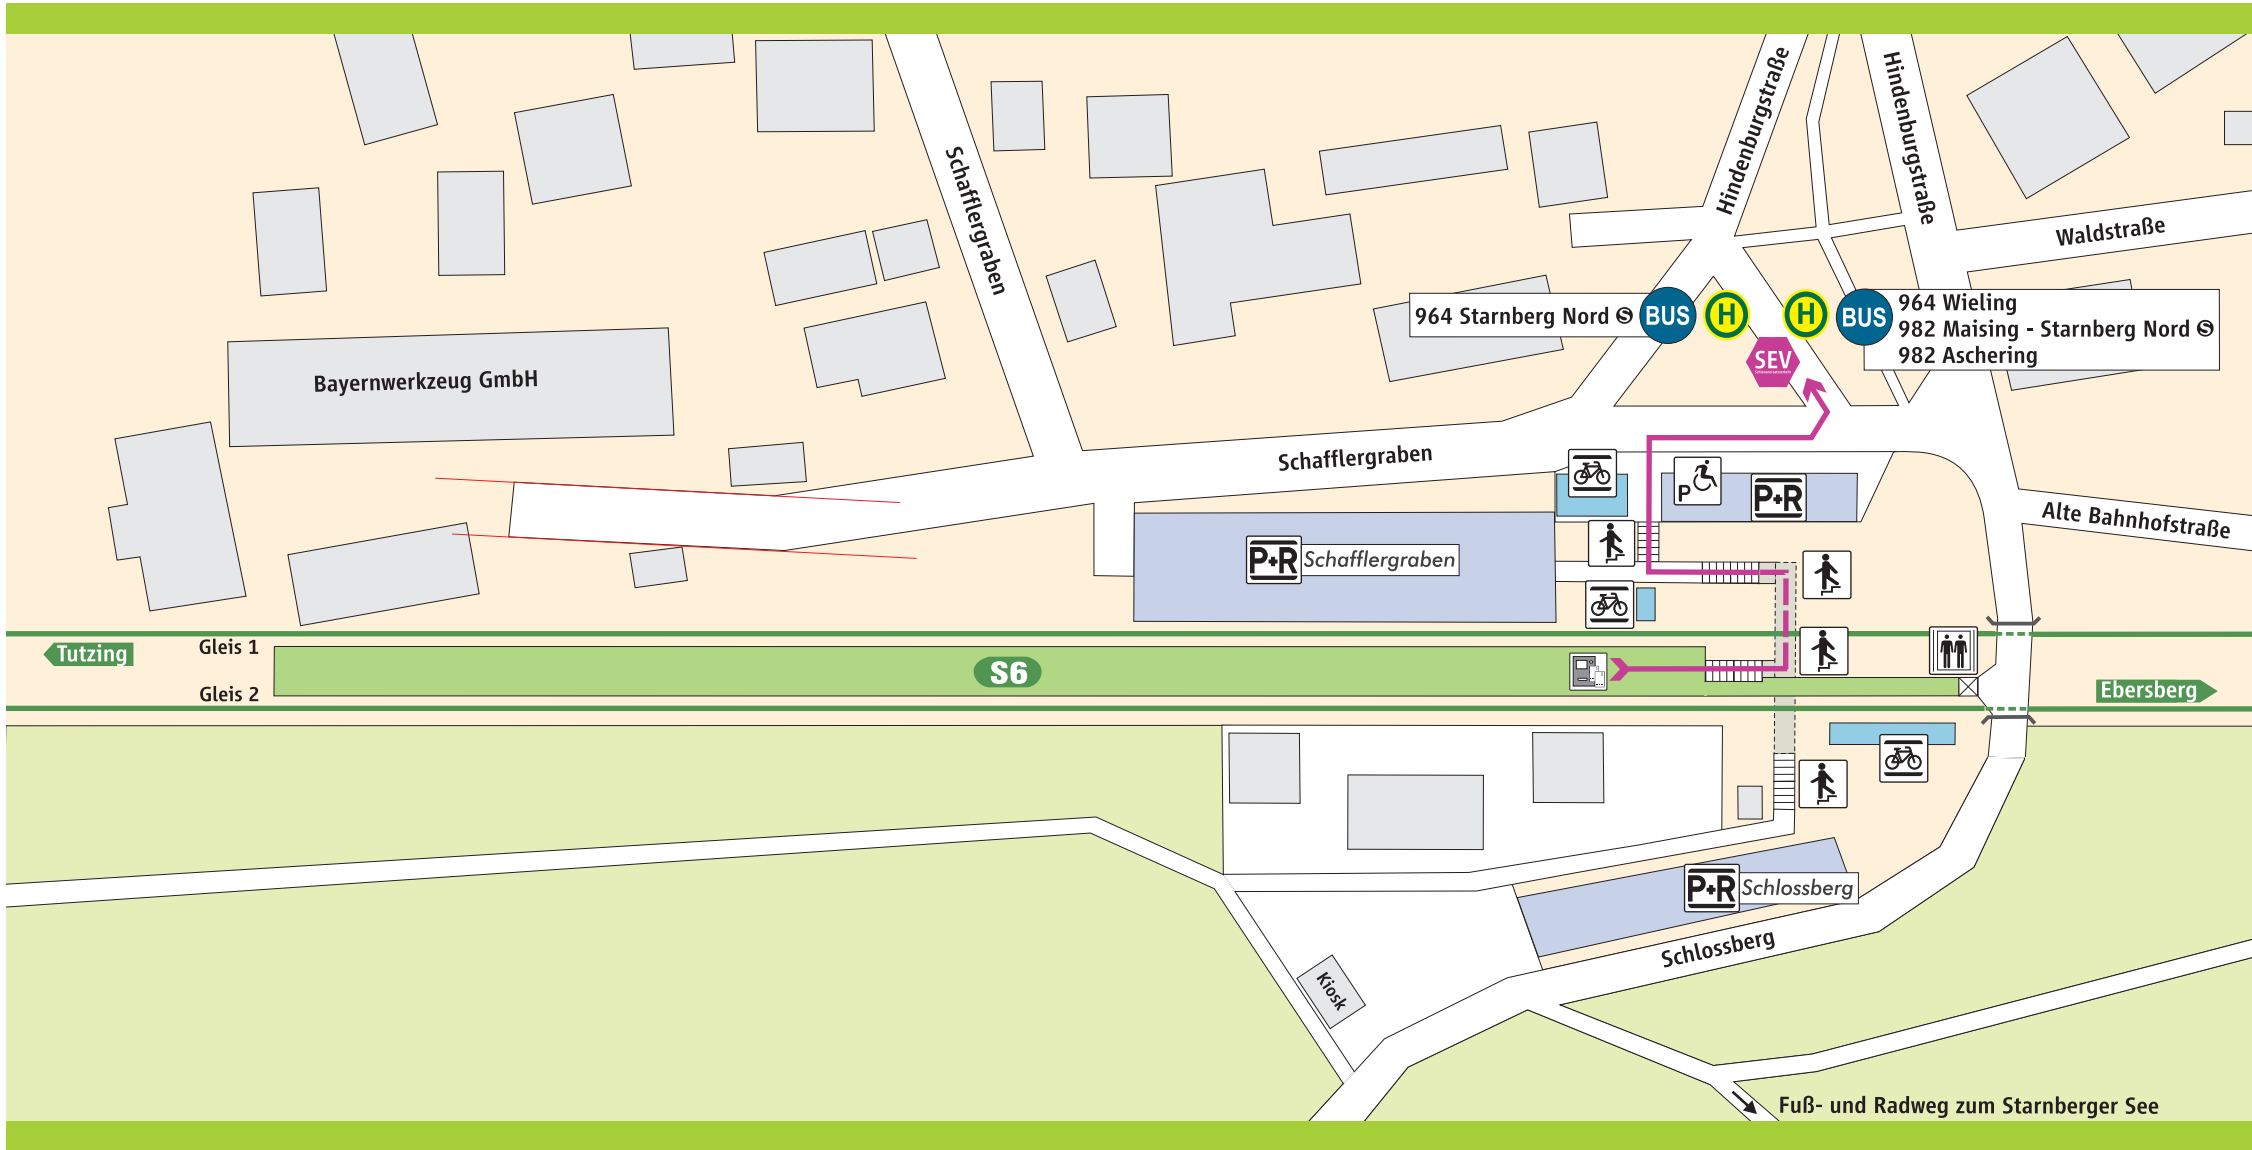 Hindenburgstraße
Hindenburgstraße
Schafflergraben
Waldstraße
964 Starnberg Nord S
BUS
H
H
BUS
964 Wieling
982 Maising - Starnberg Nord S
982 Aschering
SEV
Bayernwerkzeug GmbH
Schafflergraben
P
P+R
Alte Bahnhofstraße
P+R Schafflergraben
Tutzing
Gleis 1
S6
Gleis 2
Ebersberg
P+R Schlossberg
Schlossberg
Kiosk
Fuß- und Radweg zum Starnberger See